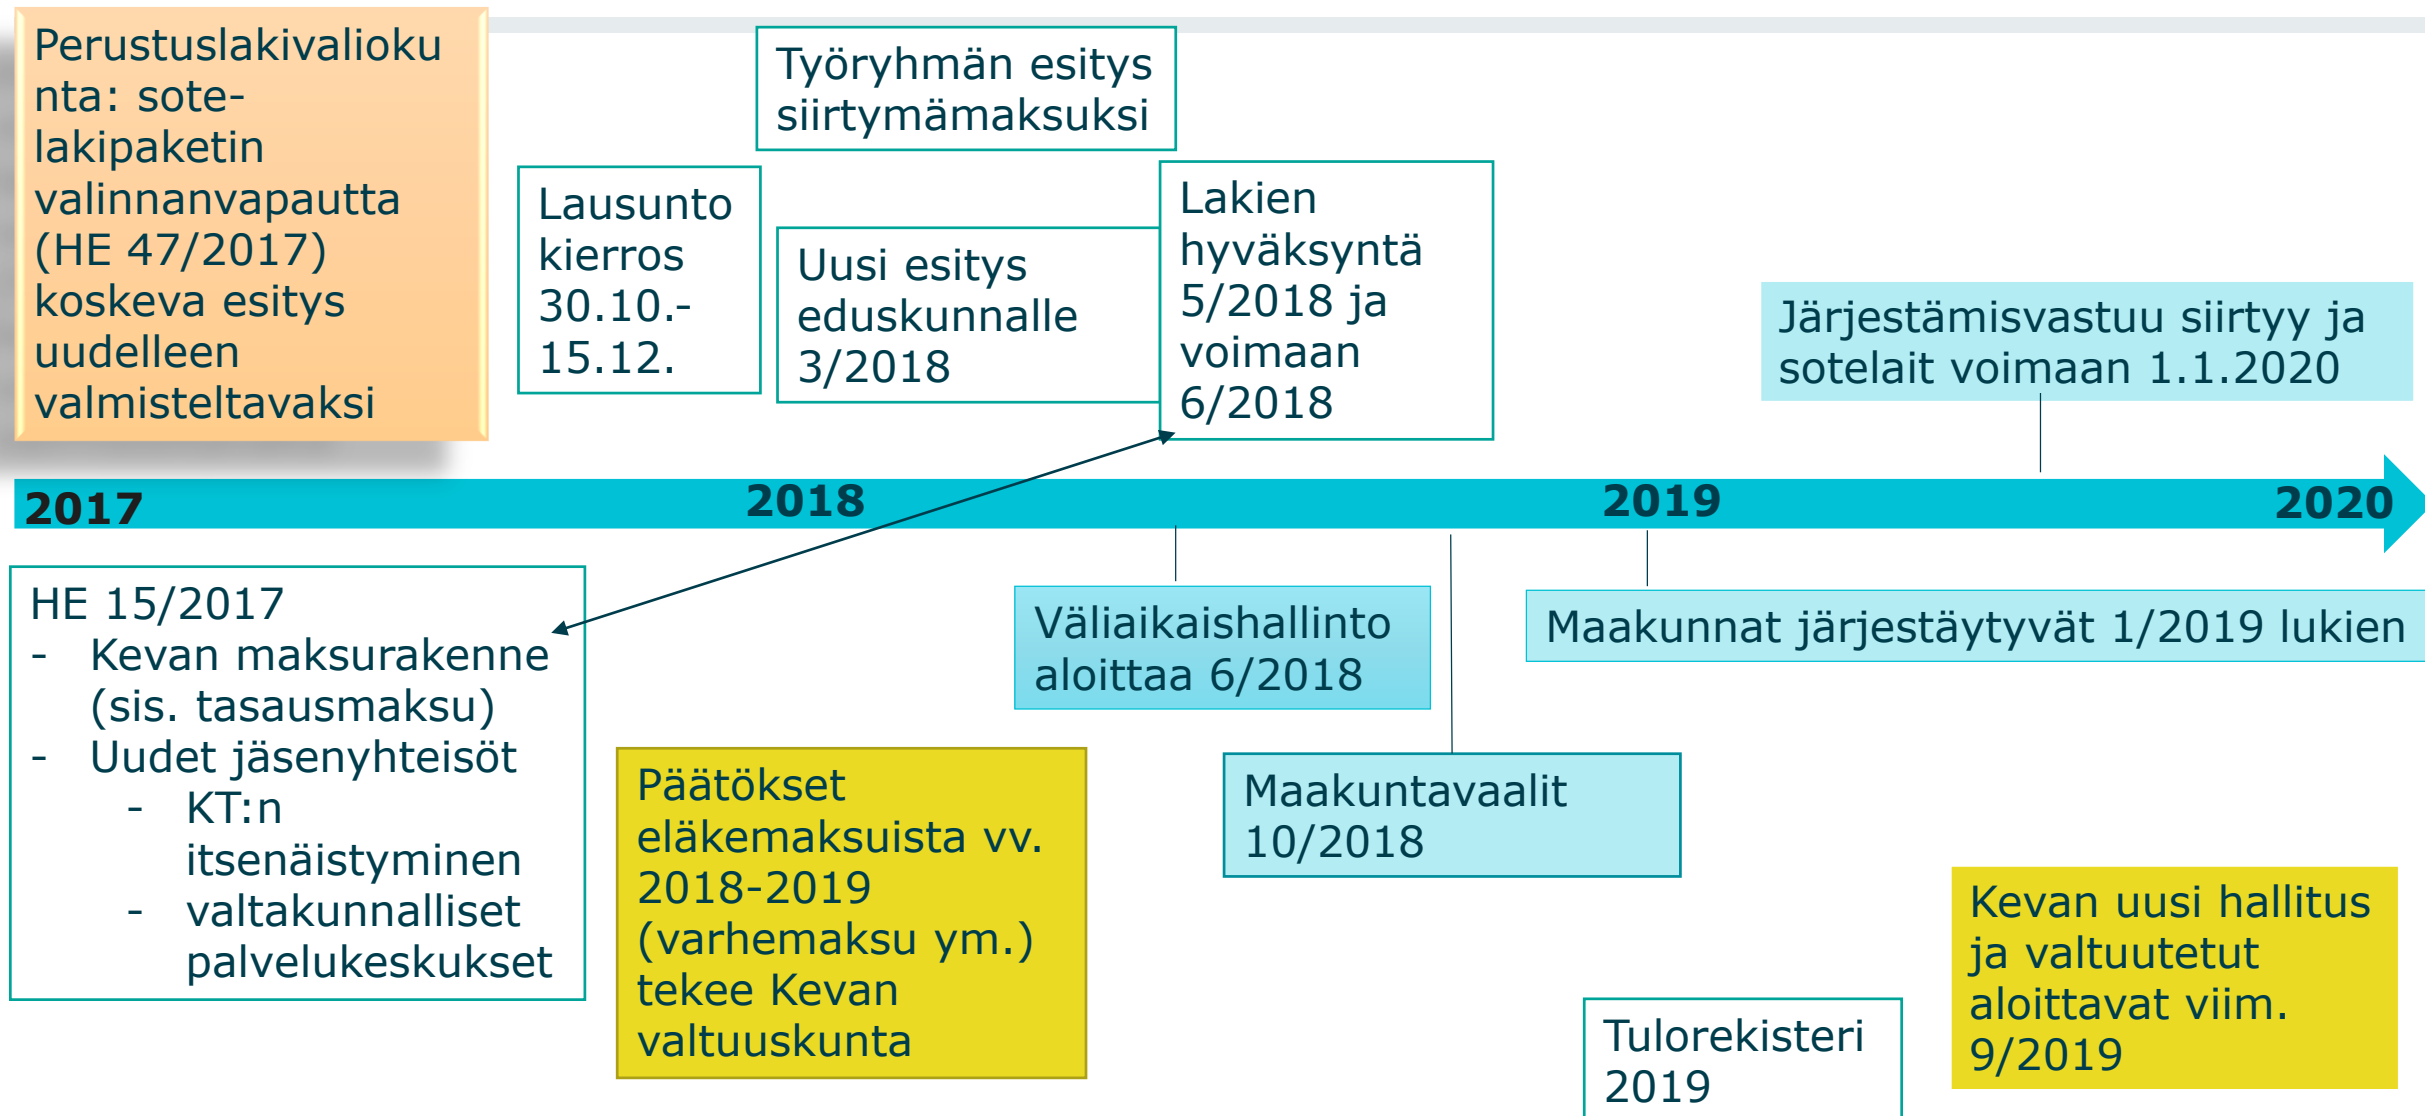 Perustuslakivalioku
nta: sote-
lakipaketin
valinnanvapautta
(HE 47/2017)
koskeva esitys
uudelleen
valmisteltavaksi
Lausunto
kierros
30.10.-
15.12.
Työryhmän esitys
siirtymämaksuksi
Uusi esitys
eduskunnalle
3/2018
Lakien
hyväksyntä
5/2018 ja
voimaan
6/2018
Järjestämisvastuu siirtyy ja
sotelait voimaan 1.1.2020
2017
2018
2019
2020
HE 15/2017
- Kevan maksurakenne
(sis. tasausmaksu)
- Uudet jäsenyhteisöt
- KT:n
itsenäistyminen
- valtakunnalliset
palvelukeskukset
Päätökset
eläkemaksuista vv.
2018-2019
(varhemaksu ym.)
tekee Kevan
valtuuskunta
Väliaikaishallinto
aloittaa 6/2018
Maakuntavaalit
10/2018
Maakunnat järjestäytyvät 1/2019 lukien
Tulorekisteri
2019
Kevan uusi hallitus
ja valtuutetut
aloittavat viim.
9/2019